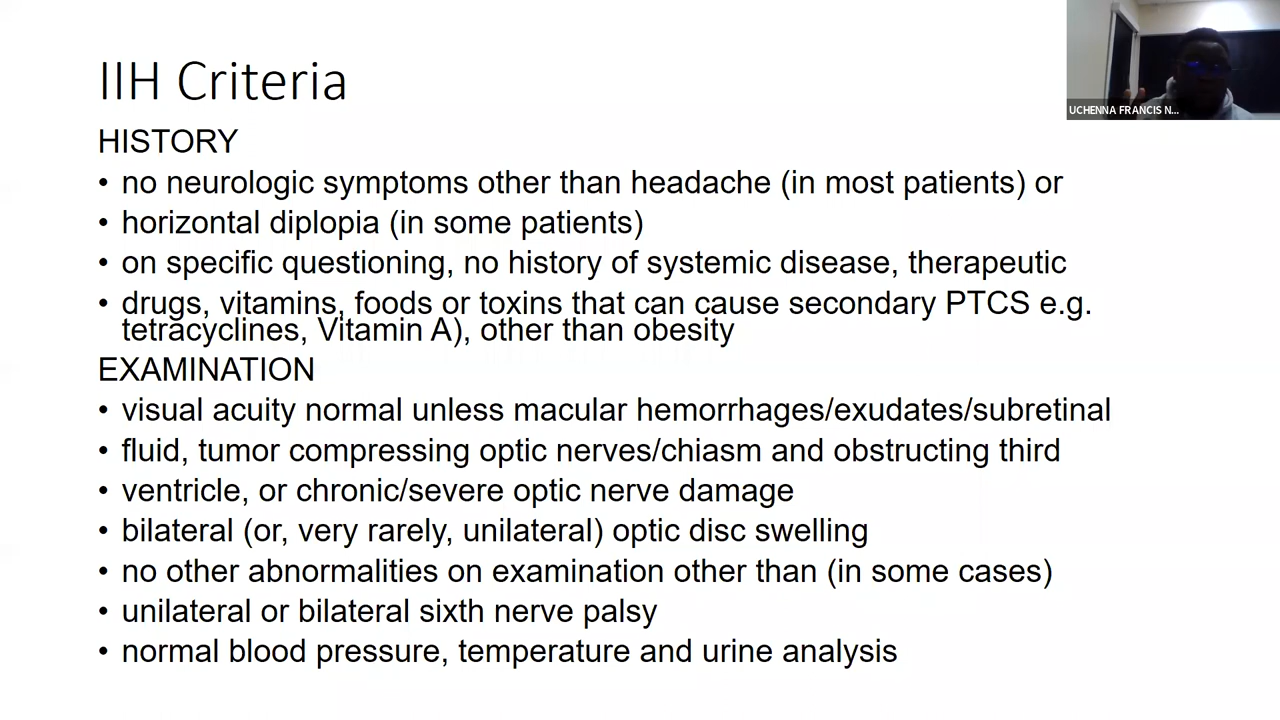 IIH Criteria
UCHENNA FRANCIS N...
HISTORY
• no neurologic symptoms other than headache (in most patients) or
• horizontal diplopia (in some patients)
• on specific questioning, no history of systemic disease, therapeutic
• drugs, vitamins, foods or toxins that can cause secondary PTCS e.g.
tetracyclines, Vitamin A), other than obesity
EXAMINATION
• visual acuity normal unless macular hemorrhages/exudates/subretinal
• fluid, tumor compressing optic nerves/chiasm and obstructing third
• ventricle, or chronic/severe optic nerve damage
• bilateral (or, very rarely, unilateral) optic disc swelling
• no other abnormalities on examination other than (in some cases)
• unilateral or bilateral sixth nerve palsy
• normal blood pressure, temperature and urine analysis